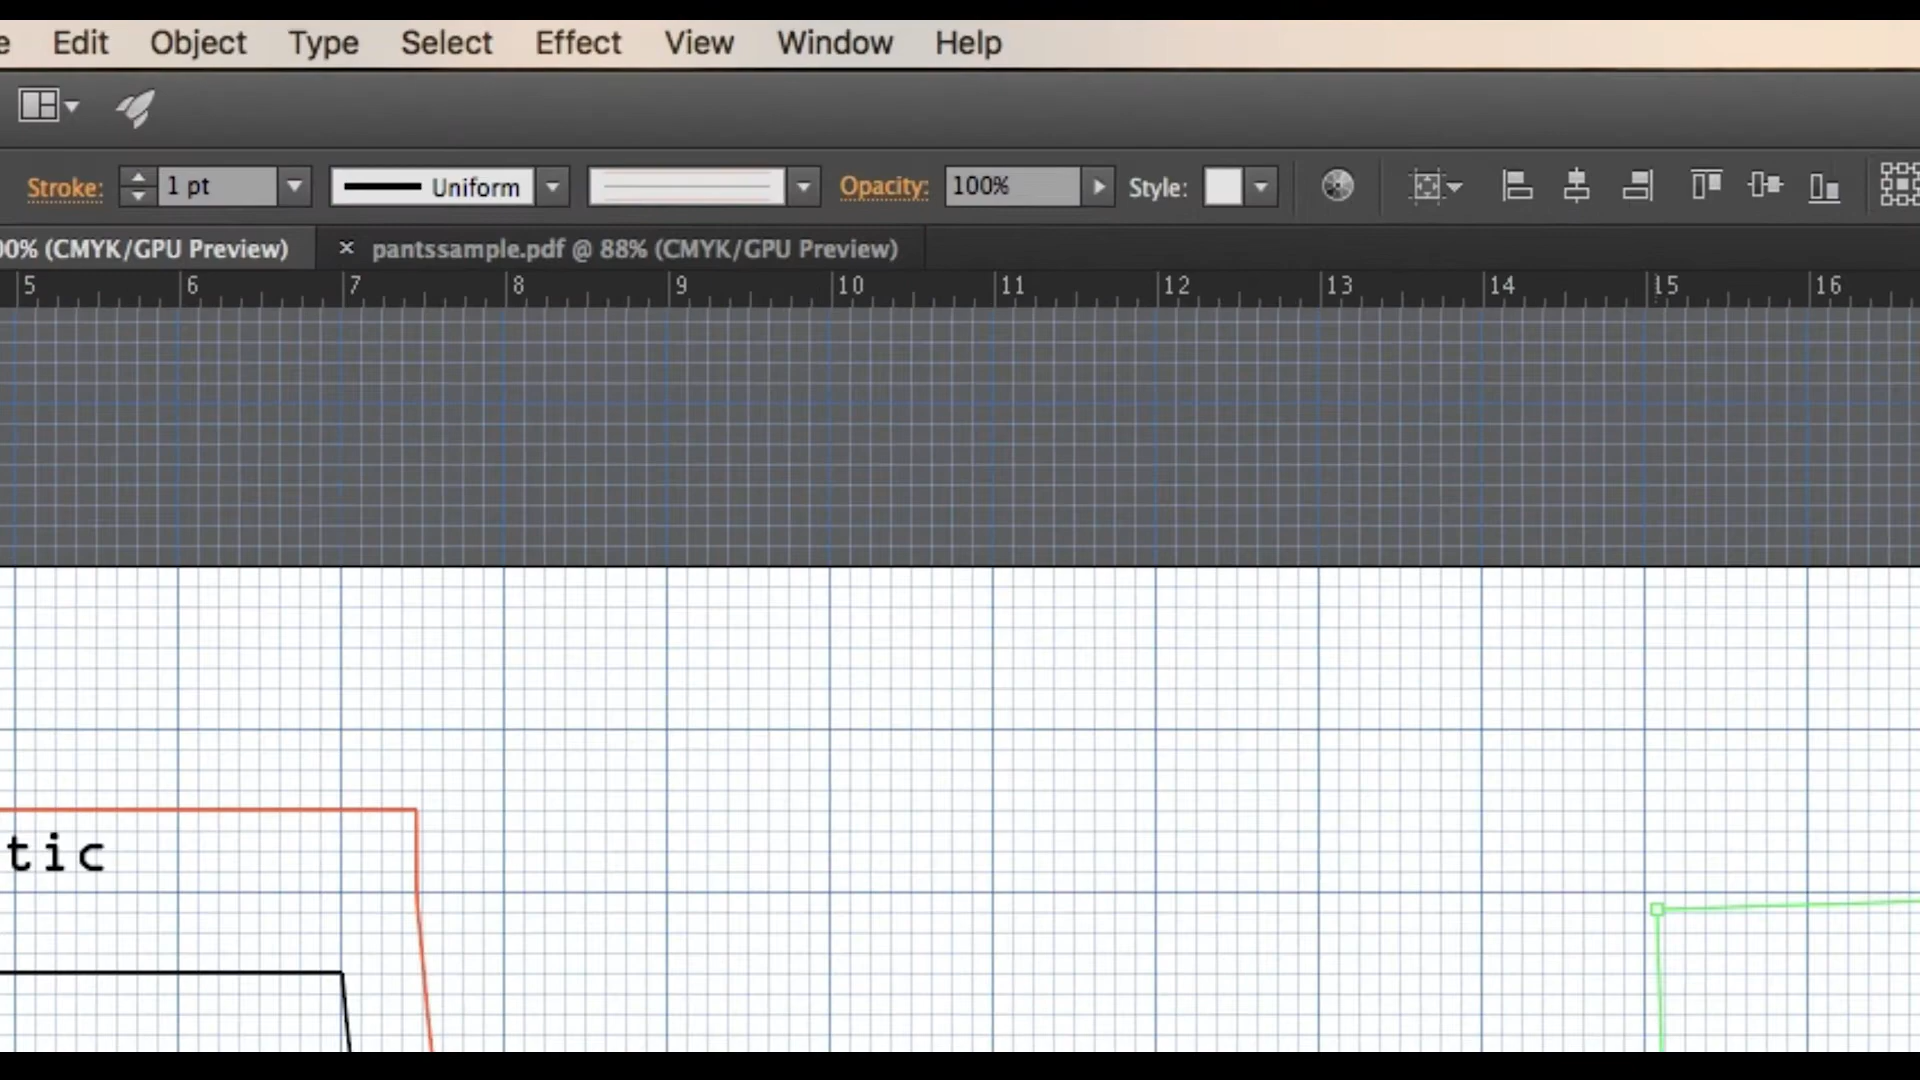 e Edit Object Type Select Effect View Window Help
Stroke: 1 pt Uniform Opacity: 100% Style:
00% (CMYK/GPU Preview) × pantssample.pdf @ 88% (CMYK/GPU Preview)
5 6 7 8 9 10 11 12 13 14 15 16
tic